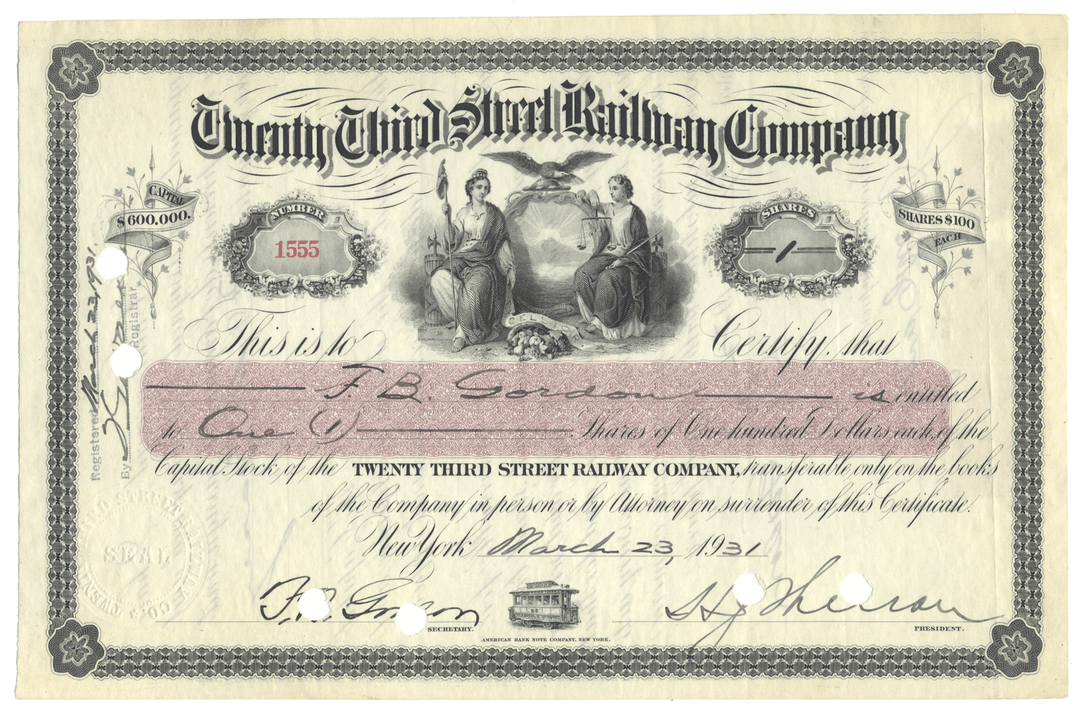 Twenty Third Street Railway Company
CAPITAL
$600,000.
NUMBER
1555
SHARES
1
SHARES $100
EACH
EXCELSIOR
This is to Certify, that
F. B. Gordon is entitled
to One (1) Shares of One hundred Dollars each, of the
Capital Stock of the TWENTY THIRD STREET RAILWAY COMPANY, transferable only on the books
of the Company in person or by Attorney on surrender of this Certificate.
New York March 23, 1931
F. B. Gordon
SECRETARY.
PRESIDENT.
AMERICAN BANK NOTE COMPANY, NEW YORK.
Registered March 23, 1931
By
Registrar
SEAL